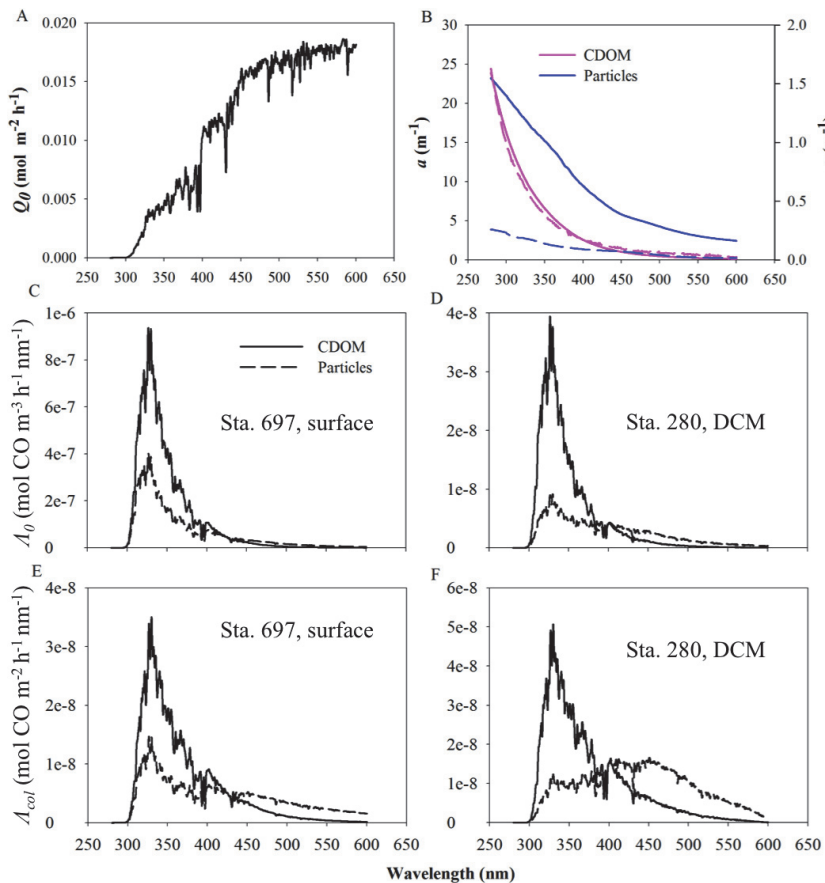 A
B
0.020
0.015
0.010
0.005
0.000
Q0 (mol m-2 h-1)
250 300 350 400 450 500 550 600 650
30
25
20
15
10
5
0
a (m-1)
CDOM
Particles
2.0
1.5
1.0
0.5
0.0
250 300 350 400 450 500 550 600 650
C
D
1e-6
8e-7
6e-7
4e-7
2e-7
0
Λ0 (mol CO m-3 h-1 nm-1)
CDOM
Particles
Sta. 697, surface
250 300 350 400 450 500 550 600 650
4e-8
3e-8
2e-8
1e-8
0
Sta. 280, DCM
250 300 350 400 450 500 550 600 650
E
F
4e-8
3e-8
2e-8
1e-8
0
Λcol (mol CO m-2 h-1 nm-1)
Sta. 697, surface
250 300 350 400 450 500 550 600 650
6e-8
5e-8
4e-8
3e-8
2e-8
1e-8
0
Sta. 280, DCM
250 300 350 400 450 500 550 600 650
Wavelength (nm)